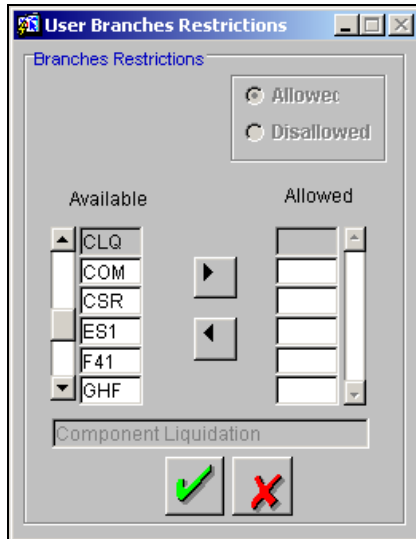 User Branches Restrictions
Branches Restrictions
Allowec
Disallowed
Available Allowed
CLQ
COM
CSR
ES1
F41
GHF
Component Liquidation